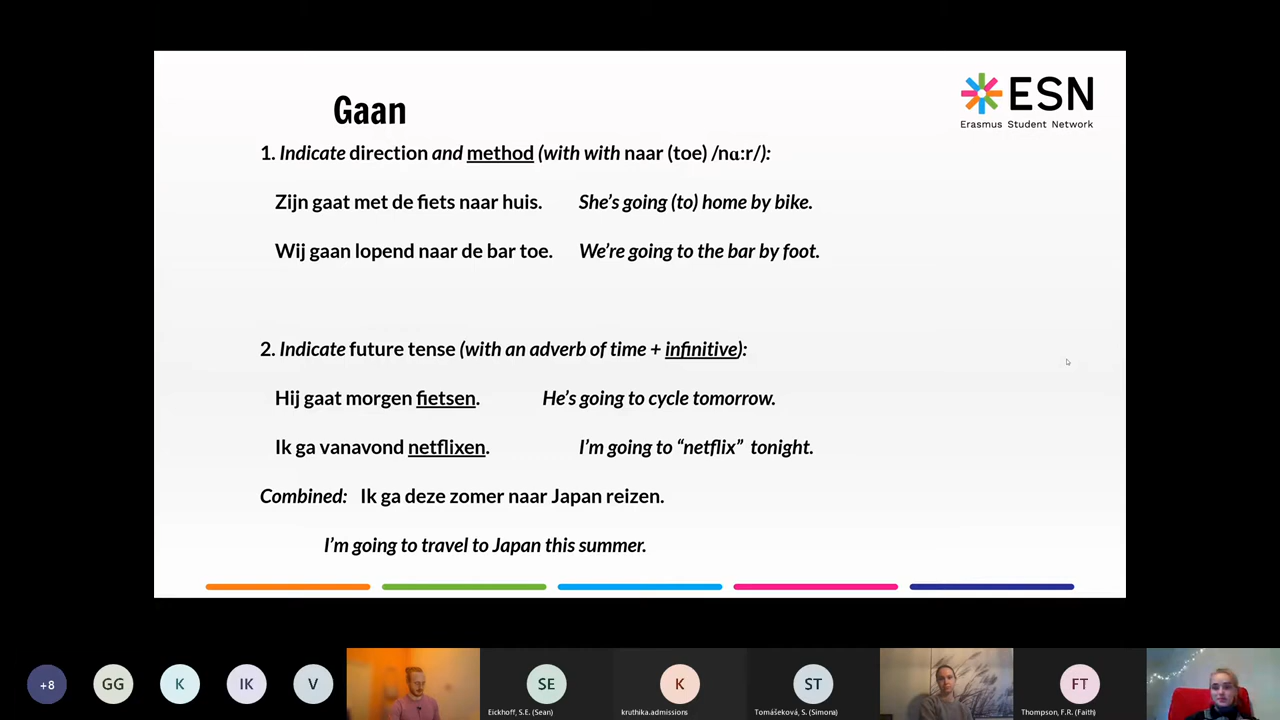 Gaan
ESN
Erasmus Student Network
1. Indicate direction and method (with with naar (toe) /nɑːr/):
Zijn gaat met de fiets naar huis. She's going (to) home by bike.
Wij gaan lopend naar de bar toe. We're going to the bar by foot.
2. Indicate future tense (with an adverb of time + infinitive):
Hij gaat morgen fietsen. He's going to cycle tomorrow.
Ik ga vanavond netflixen. I'm going to “netflix” tonight.
Combined: Ik ga deze zomer naar Japan reizen.
I'm going to travel to Japan this summer.
+8 GG K IK V SE K ST FT
Eickhoff, S.E. (Sean) kruthika.admissions Tomášeková, S. (Simona) Thompson, F.R. (Faith)